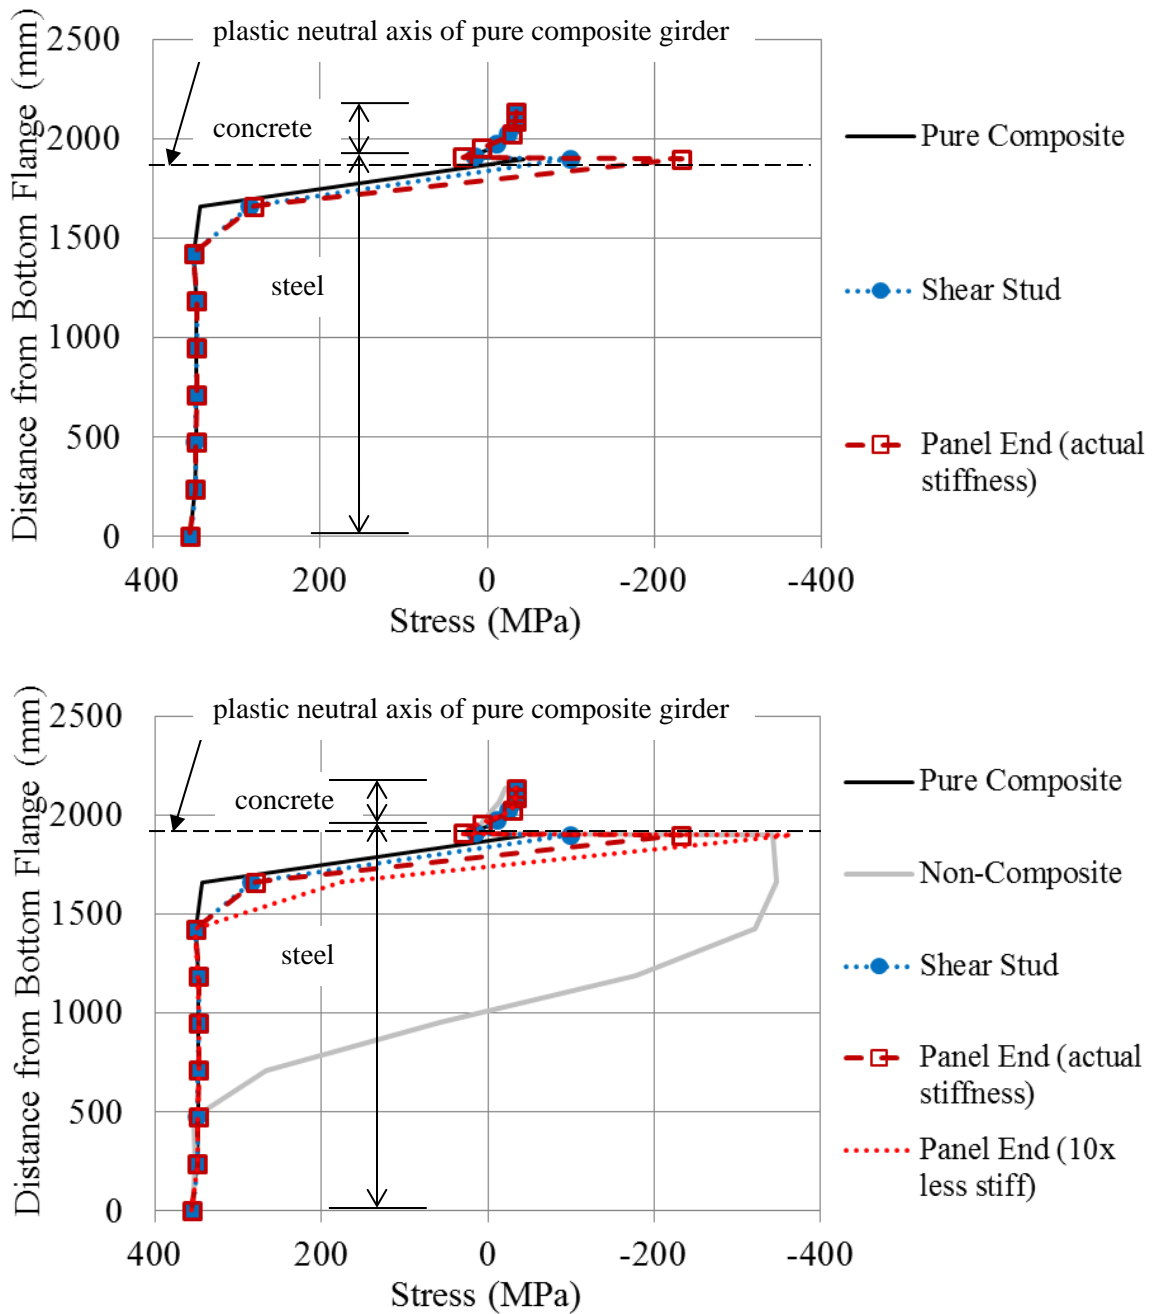 plastic neutral axis of pure composite girder
Distance from Bottom Flange (mm)
2500
2000
1500
1000
500
0
concrete
steel
400
200
0
-200
-400
Stress (MPa)
Pure Composite
Shear Stud
Panel End (actual
stiffness)
plastic neutral axis of pure composite girder
Distance from Bottom Flange (mm)
2500
2000
1500
1000
500
0
concrete
steel
400
200
0
-200
-400
Stress (MPa)
Pure Composite
Non-Composite
Shear Stud
Panel End (actual
stiffness)
Panel End (10x
less stiff)